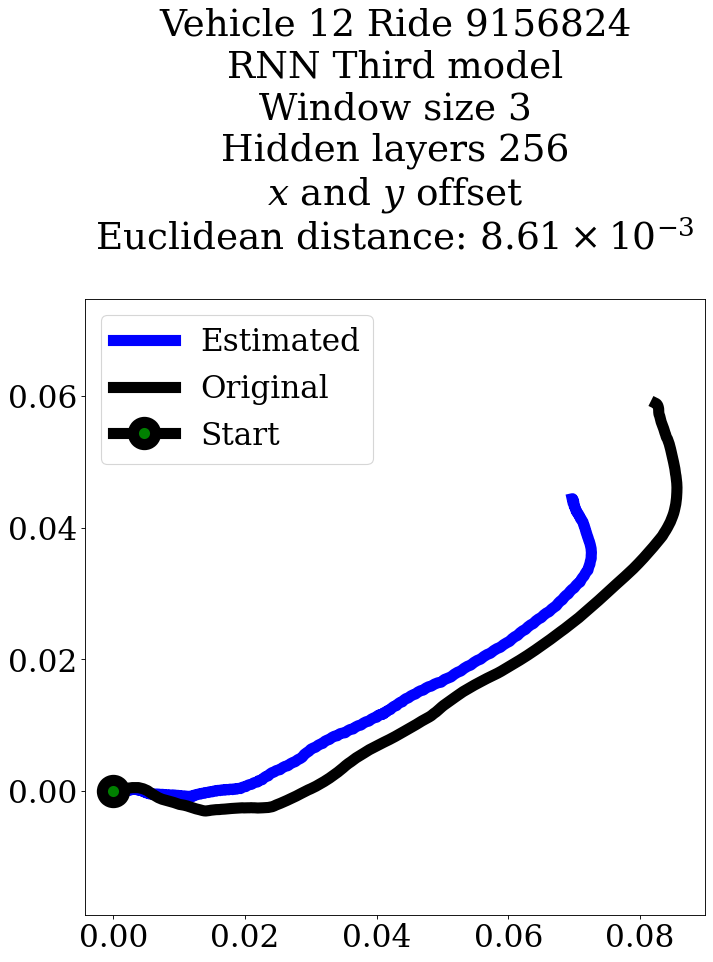 Vehicle 12 Ride 9156824
RNN Third model
Window size 3
Hidden layers 256
x and y offset
Euclidean distance: 8.61 × 10⁻³
Estimated
Original
Start
0.06
0.04
0.02
0.00
0.00 0.02 0.04 0.06 0.08